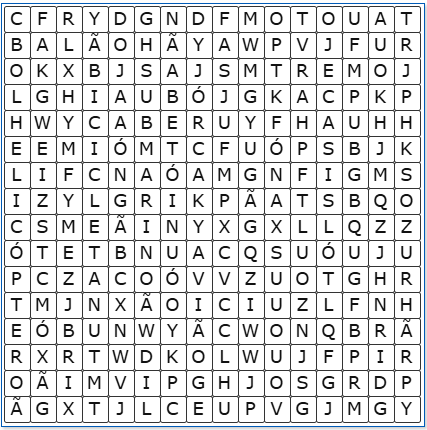 C F R Y D G N D F M O T O U A T
B A L Ã O H Ã Y A W P V J F U R
O K X B J S A J S M T R E M O J
L G H I A U B Ó J G K A C P K P
H W Y C A B E R U Y F H A U H H
E E M I Ó M T C F U Ó P S B J K
L I F C N A Ó A M G N F I G M S
I Z Y L G R I K P Ã A T S B Q O
C S M E Ã I N Y X G X L L Q Z Z
Ó T E T B N U A C Q S U Ó U J U
P C Z A C O Ó V V Z U O T G H R
T M J N X Ã O I C I U Z L F N H
E Ó B U N W Y Ã C W O N Q B R Ã
R X R T W D K O L W U J F P I R
O Ã I M V I P G H J O S G R D P
Ã G X T J L C E U P V G J M G Y